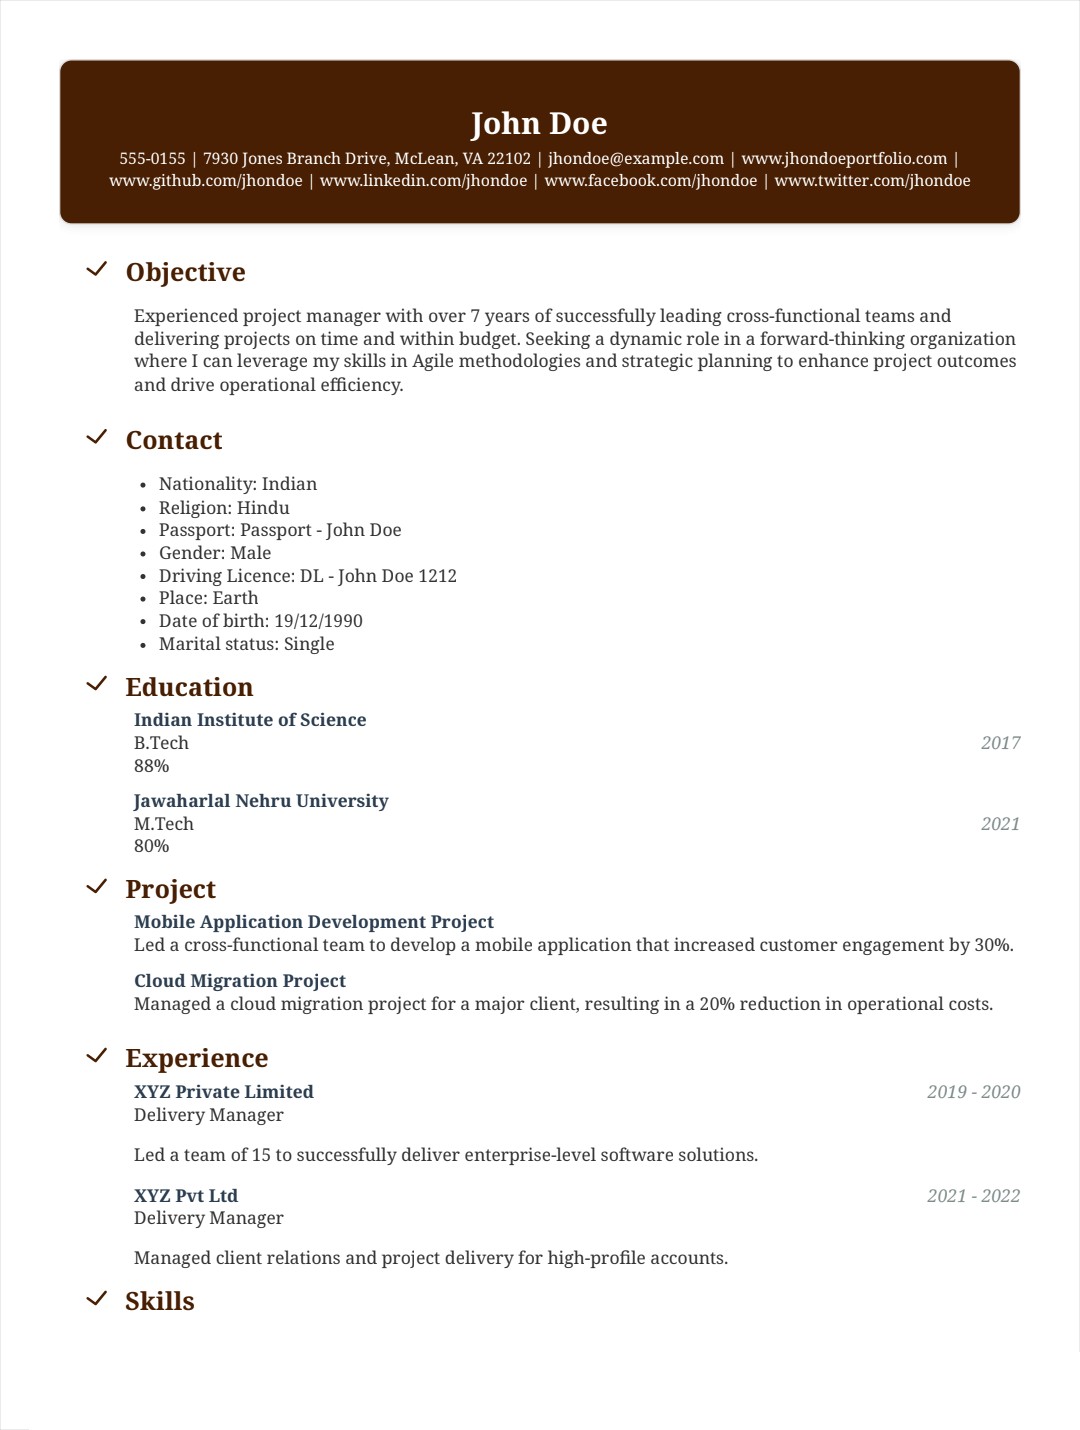 John Doe
555-0155 | 7930 Jones Branch Drive, McLean, VA 22102 | jhondoe@example.com | www.jhondoeportfolio.com |
www.github.com/jhondoe | www.linkedin.com/jhondoe | www.facebook.com/jhondoe | www.twitter.com/jhondoe
Objective
Experienced project manager with over 7 years of successfully leading cross-functional teams and
delivering projects on time and within budget. Seeking a dynamic role in a forward-thinking organization
where I can leverage my skills in Agile methodologies and strategic planning to enhance project outcomes
and drive operational efficiency.
Contact
• Nationality: Indian
• Religion: Hindu
• Passport: Passport - John Doe
• Gender: Male
• Driving Licence: DL - John Doe 1212
• Place: Earth
• Date of birth: 19/12/1990
• Marital status: Single
Education
Indian Institute of Science
B.Tech 2017
88%
Jawaharlal Nehru University
M.Tech 2021
80%
Project
Mobile Application Development Project
Led a cross-functional team to develop a mobile application that increased customer engagement by 30%.
Cloud Migration Project
Managed a cloud migration project for a major client, resulting in a 20% reduction in operational costs.
Experience
XYZ Private Limited 2019 - 2020
Delivery Manager
Led a team of 15 to successfully deliver enterprise-level software solutions.
XYZ Pvt Ltd 2021 - 2022
Delivery Manager
Managed client relations and project delivery for high-profile accounts.
Skills